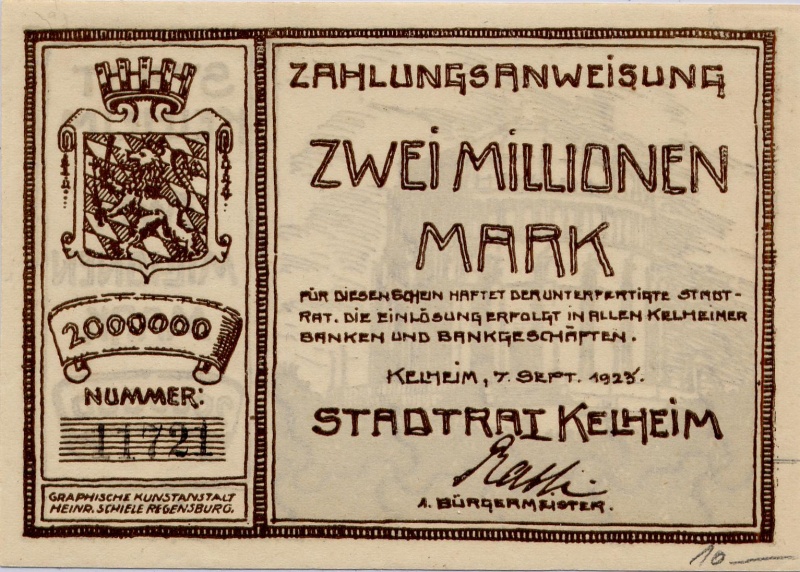 2000000
NUMMER:
11721
GRAPHISCHE KUNSTANSTALT
HEINR. SCHIELE REGENSBURG.
ZAHLUNGSANWEISUNG
ZWEI MILLIONEN
MARK
FÜR DIESEN SCHEIN HAFTET DER UNTERFERTIGTE STADT-
RAT. DIE EINLÖSUNG ERFOLGT IN ALLEN KELHEIMER
BANKEN UND BANKGESCHÄFTEN.
KELHEIM, 7. SEPT. 1923.
STADTRAT KELHEIM
1. BÜRGERMEISTER.
10-